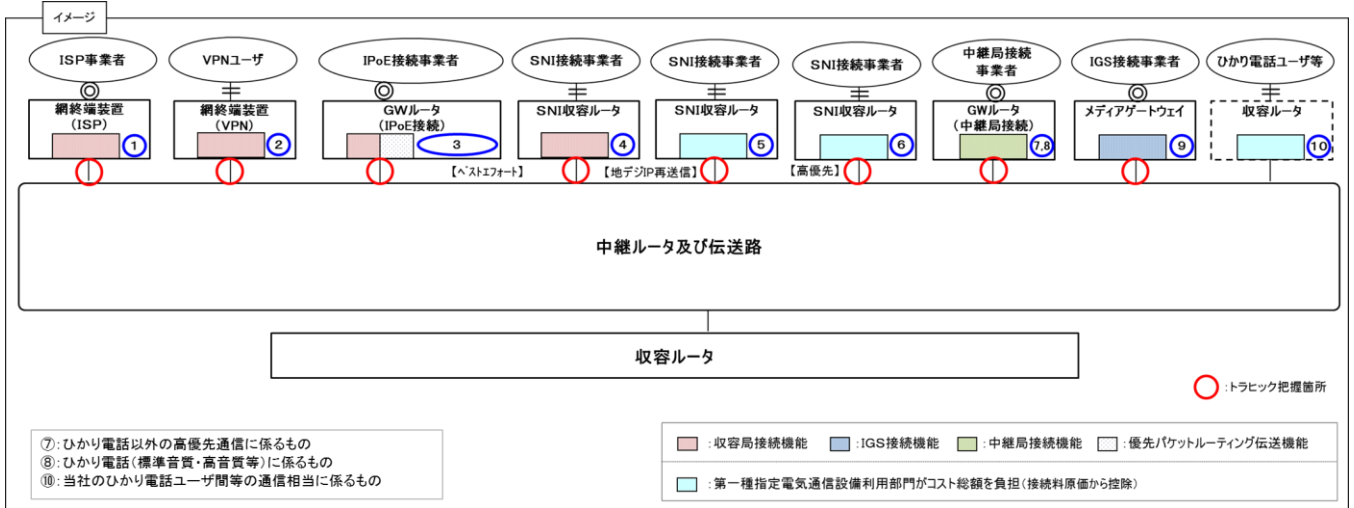 イメージ
ISP事業者
VPNユーザ
IPoE接続事業者
SNI接続事業者
SNI接続事業者
SNI接続事業者
中継局接続
事業者
IGS接続事業者
ひかり電話ユーザ等
網終端装置
(ISP)
1
網終端装置
(VPN)
2
GWルータ
(IPoE接続)
3
SNI収容ルータ
4
SNI収容ルータ
5
SNI収容ルータ
6
GWルータ
(中継局接続)
7,8
メディアゲートウェイ
9
収容ルータ
10
【ベストエフォート】
【地デジIP再送信】
【高優先】
中継ルータ及び伝送路
収容ルータ
:トラヒック把握箇所
⑦:ひかり電話以外の高優先通信に係るもの
⑧:ひかり電話(標準音質・高音質等)に係るもの
⑩:当社のひかり電話ユーザ間等の通信相当に係るもの
:収容局接続機能 :IGS接続機能 :中継局接続機能 :優先パケットルーティング伝送機能
:第一種指定電気通信設備利用部門がコスト総額を負担(接続料原価から控除)